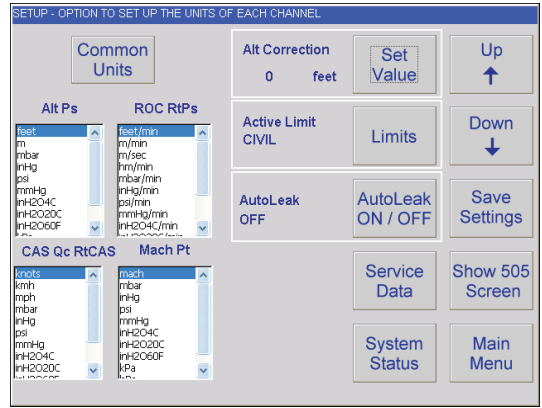 SETUP - OPTION TO SET UP THE UNITS OF EACH CHANNEL
Common
Units
Alt Correction
0 feet
Set
Value
Up
Alt Ps
ROC RtPs
feet
m
mbar
inHg
psi
mmHg
inH2O4C
inH2O20C
inH2O60F
feet/min
m/min
m/sec
hm/min
mbar/min
inHg/min
psi/min
mmHg/min
inH2O4C/min
Active Limit
CIVIL
Limits
Down
AutoLeak
OFF
AutoLeak
ON / OFF
Save
Settings
CAS Qc RtCAS
Mach Pt
knots
kmh
mph
mbar
inHg
psi
mmHg
inH2O4C
inH2O20C
mach
mbar
inHg
psi
mmHg
inH2O4C
inH2O20C
inH2O60F
kPa
Service
Data
Show 505
Screen
System
Status
Main
Menu